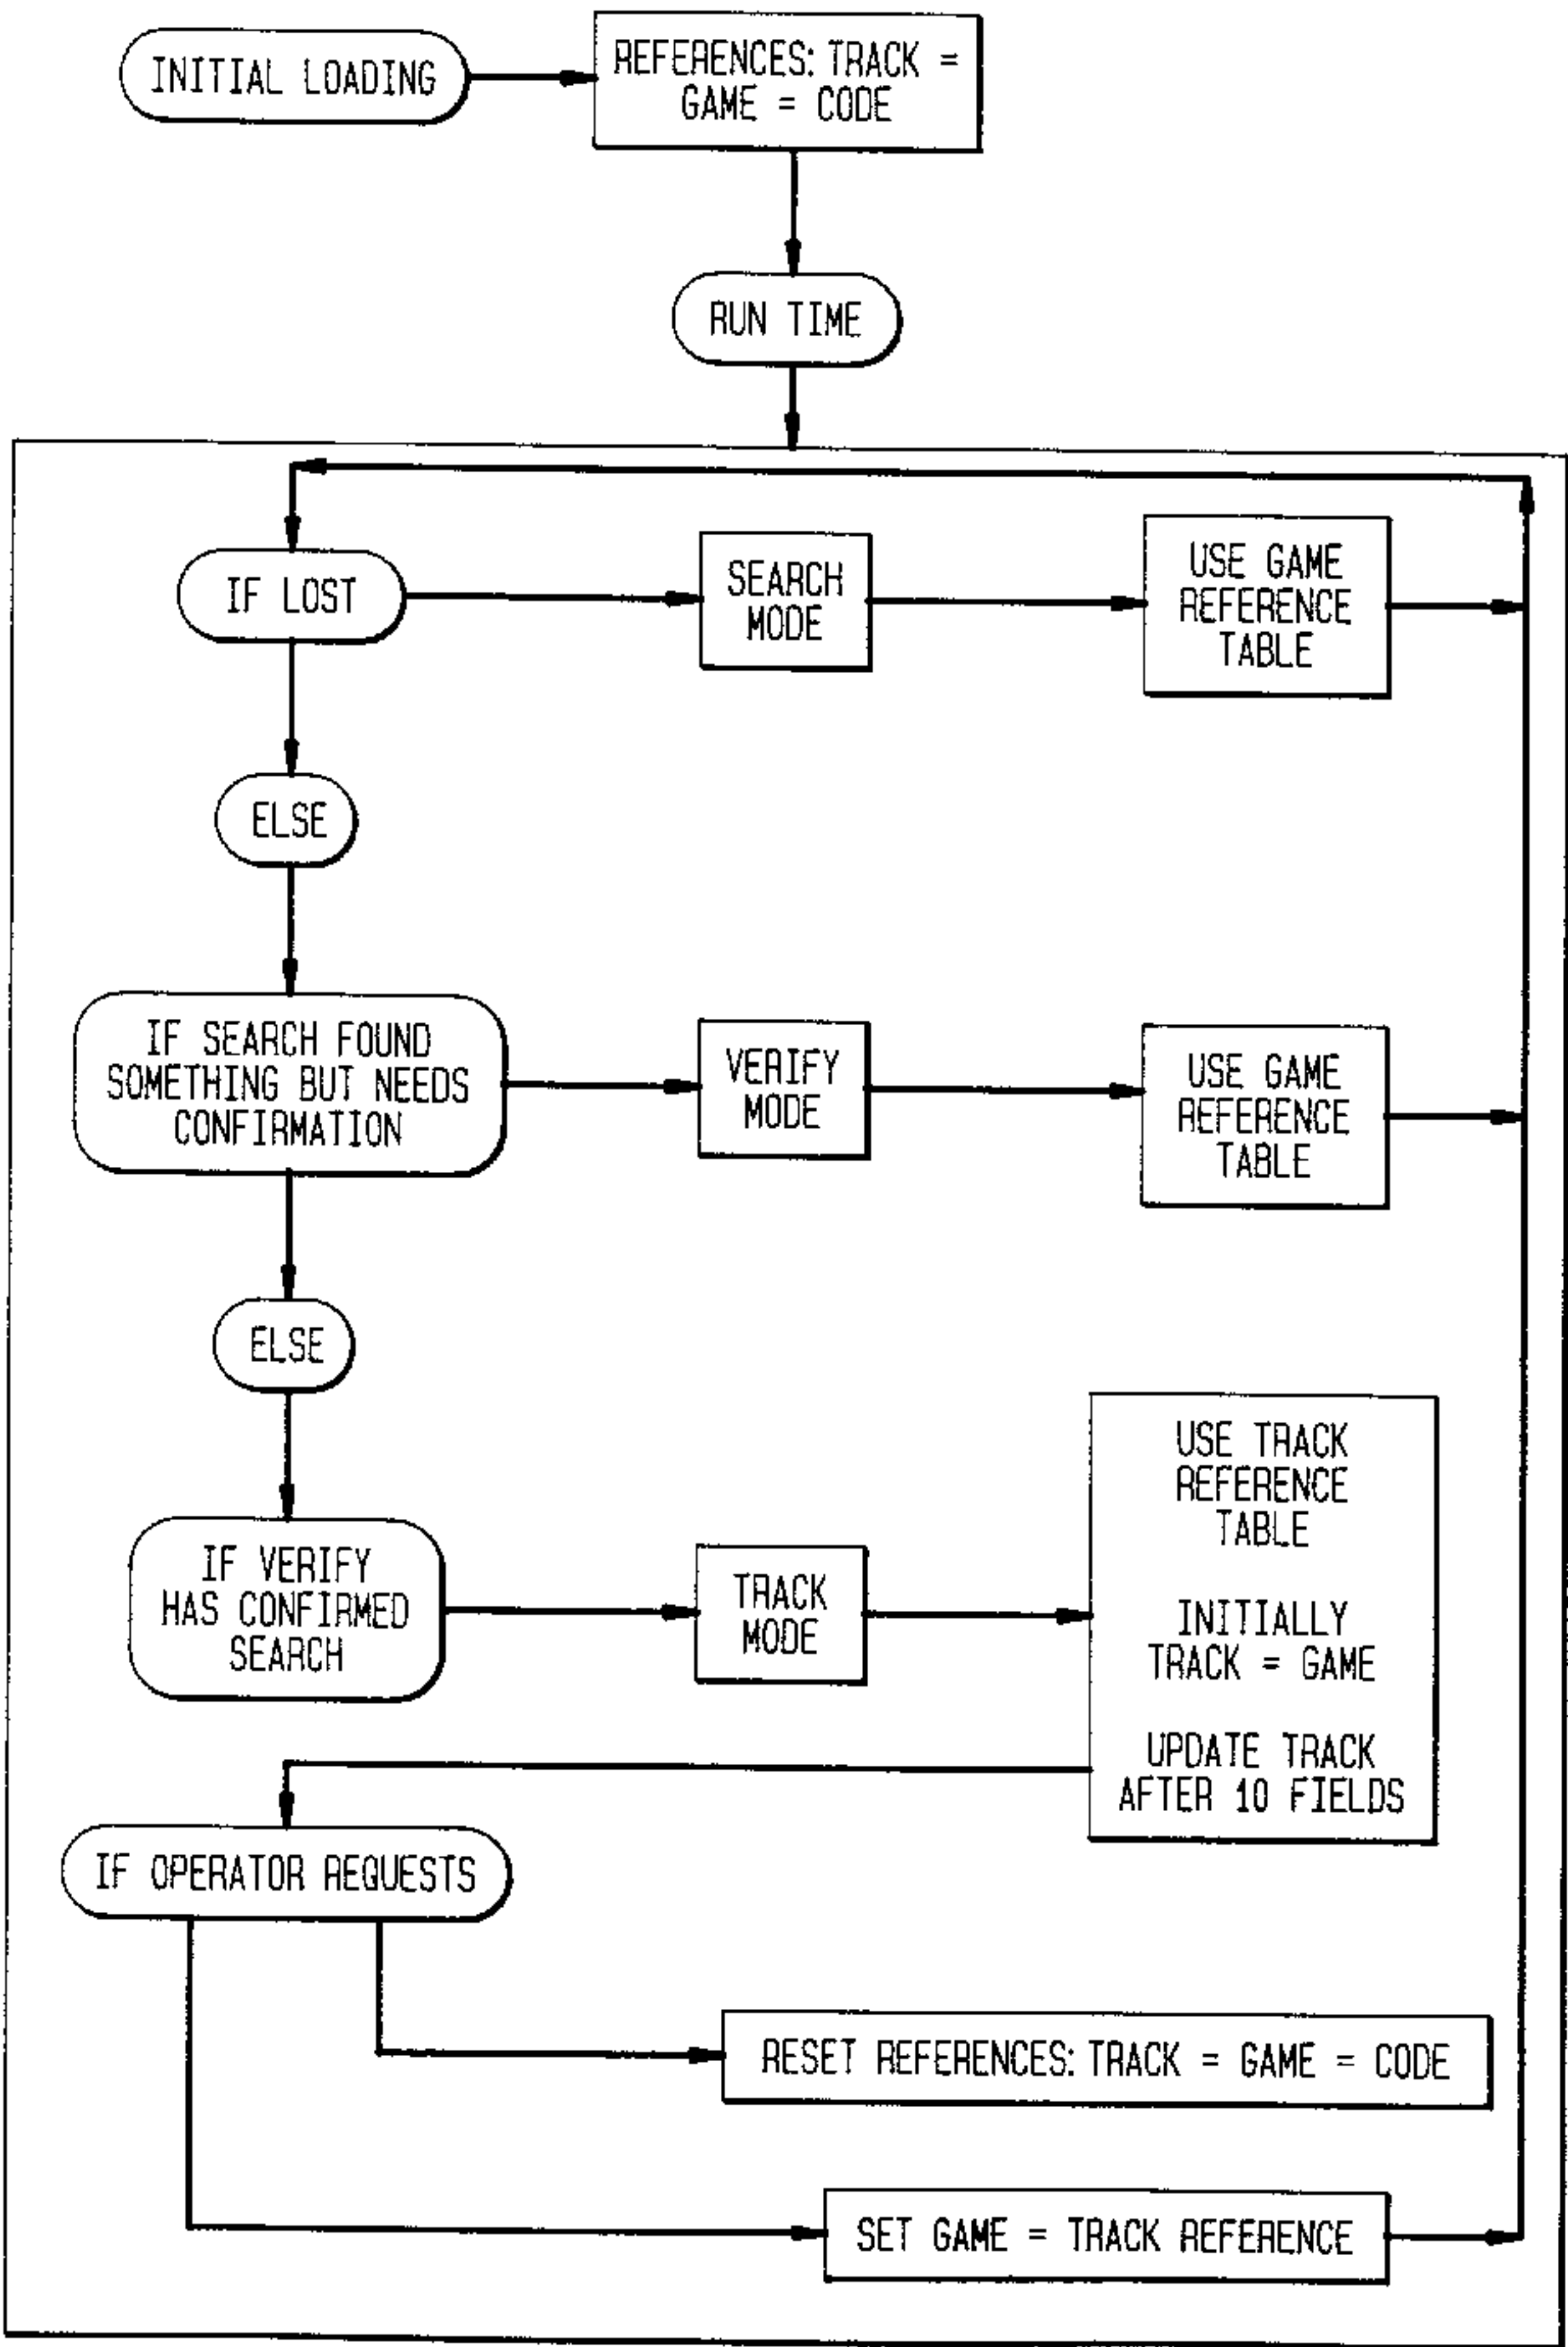 INITIAL LOADING
REFERENCES: TRACK =
GAME = CODE
RUN TIME
IF LOST
SEARCH
MODE
USE GAME
REFERENCE
TABLE
ELSE
IF SEARCH FOUND
SOMETHING BUT NEEDS
CONFIRMATION
VERIFY
MODE
USE GAME
REFERENCE
TABLE
ELSE
IF VERIFY
HAS CONFIRMED
SEARCH
TRACK
MODE
USE TRACK
REFERENCE
TABLE
INITIALLY
TRACK = GAME
UPDATE TRACK
AFTER 10 FIELDS
IF OPERATOR REQUESTS
RESET REFERENCES: TRACK = GAME = CODE
SET GAME = TRACK REFERENCE